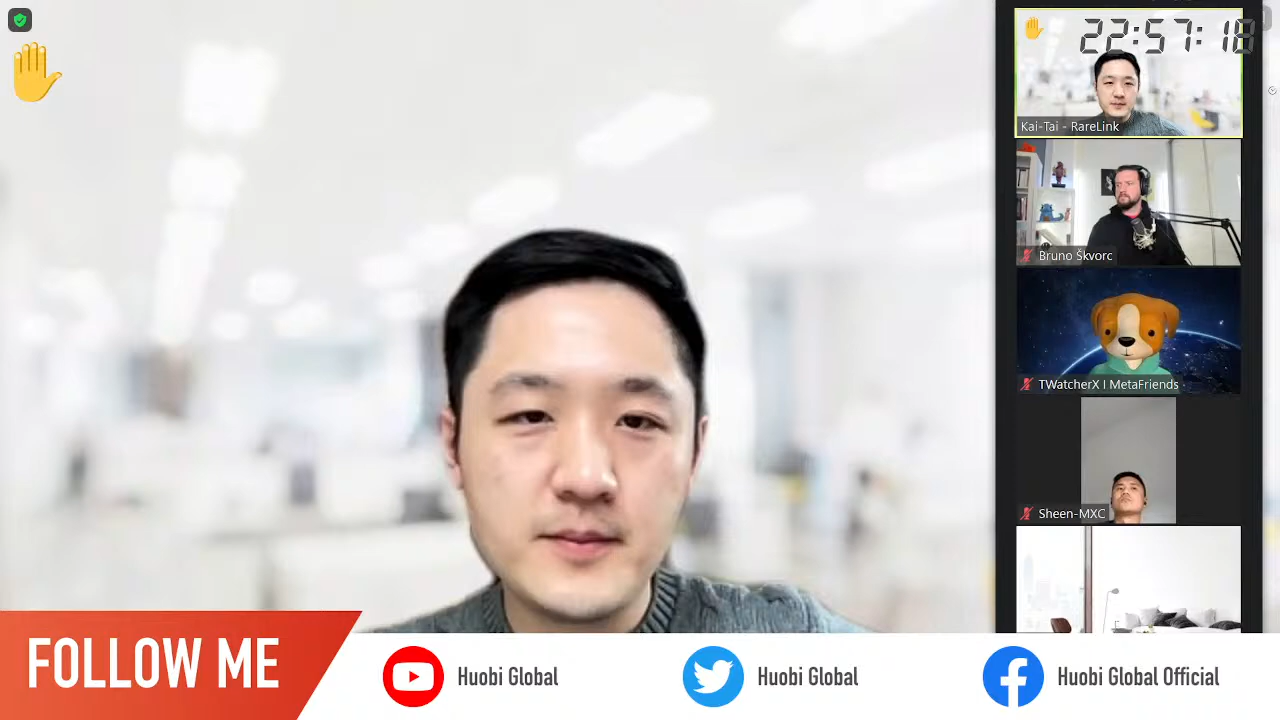 22:57:18
Kai-Tai - RareLink
Bruno Škvorc
TWatcherX I MetaFriends
Sheen-MXC
FOLLOW ME
Huobi Global
Huobi Global
Huobi Global Official